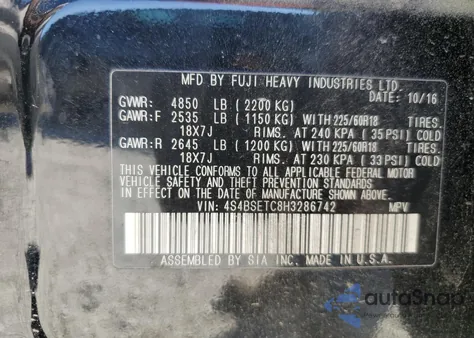 MFD BY FUJI HEAVY INDUSTRIES LTD.
DATE: 10/16
GVWR: 4850 LB (2200 KG)
GAWR:F 2535 LB (1150 KG) WITH 225/60R18 TIRES.
18X7J RIMS. AT 240 KPA (35 PSI) COLD
GAWR:R 2645 LB (1200 KG) WITH 225/60R18 TIRES.
18X7J RIMS. AT 230 KPA (33 PSI) COLD
THIS VEHICLE CONFORMS TO ALL APPLICABLE FEDERAL MOTOR
VEHICLE SAFETY AND THEFT PREVENTION STANDARDS
IN EFFECT ON THE DATE OF MANUFACTURE SHOWN ABOVE.
VIN: 4S4BSETC8H3286742 MPV
ASSEMBLED BY SIA INC. MADE IN U.S.A.
autoSnap